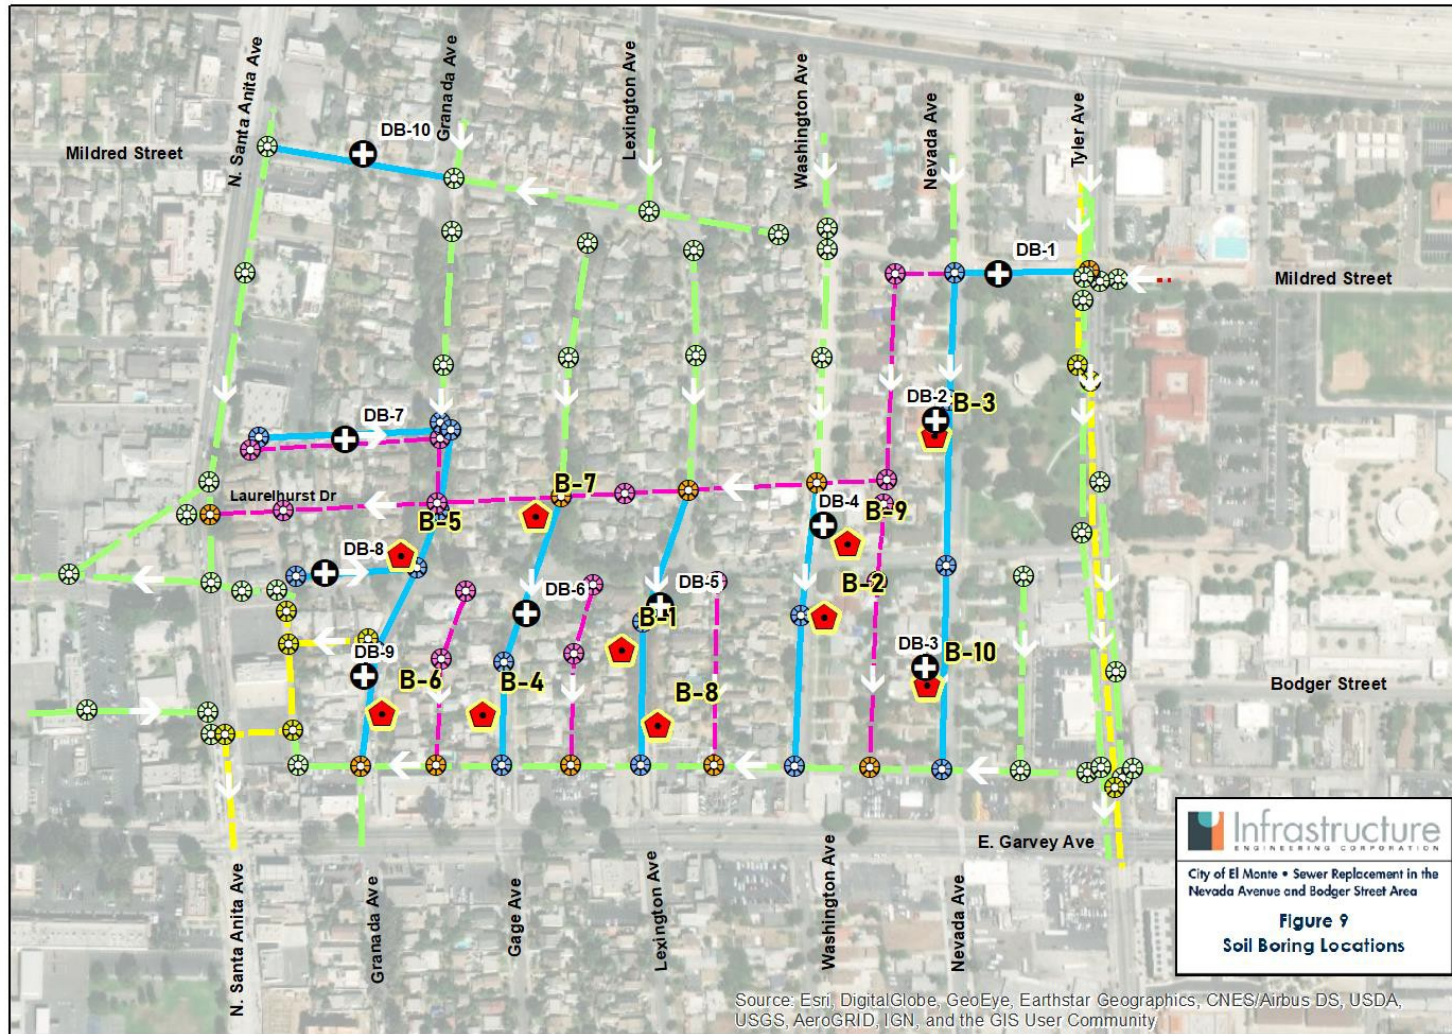 N. Santa Anita Ave
Granada Ave
Lexington Ave
Washington Ave
Nevada Ave
Tyler Ave
Mildred Street
DB-10
DB-1
Mildred Street
DB-7
DB-2
B-3
Laurelhurst Dr
B-7
B-5
DB-4
B-9
DB-8
DB-6
DB-5
B-2
B-1
DB-9
DB-3
B-10
B-6
B-4
B-8
Bodger Street
E. Garvey Ave
N. Santa Anita Ave
Granada Ave
Gage Ave
Lexington Ave
Washington Ave
Nevada Ave
Infrastructure
ENGINEERING CORPORATION
City of El Monte • Sewer Replacement in the
Nevada Avenue and Bodger Street Area
Figure 9
Soil Boring Locations
Source: Esri, DigitalGlobe, GeoEye, Earthstar Geographics, CNES/Airbus DS, USDA,
USGS, AeroGRID, IGN, and the GIS User Community